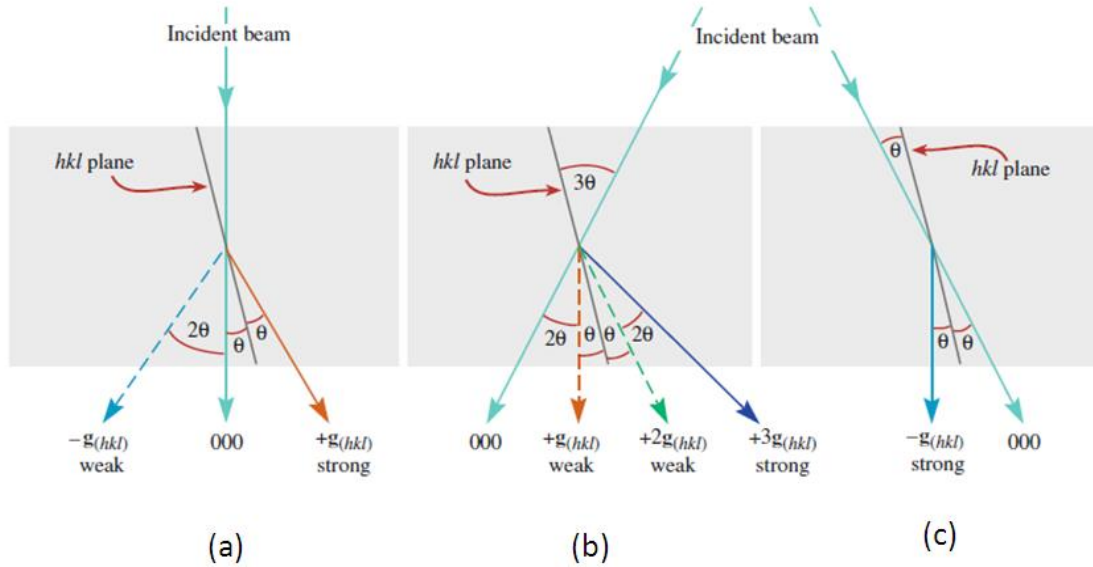 Incident beam
hkl plane
2θ
θ
θ
−g(hkl)
weak
000
+g(hkl)
strong
(a)
Incident beam
hkl plane
3θ
2θ
θ
θ
2θ
000
+g(hkl)
weak
+2g(hkl)
weak
+3g(hkl)
strong
(b)
θ
hkl plane
θ
θ
−g(hkl)
strong
000
(c)